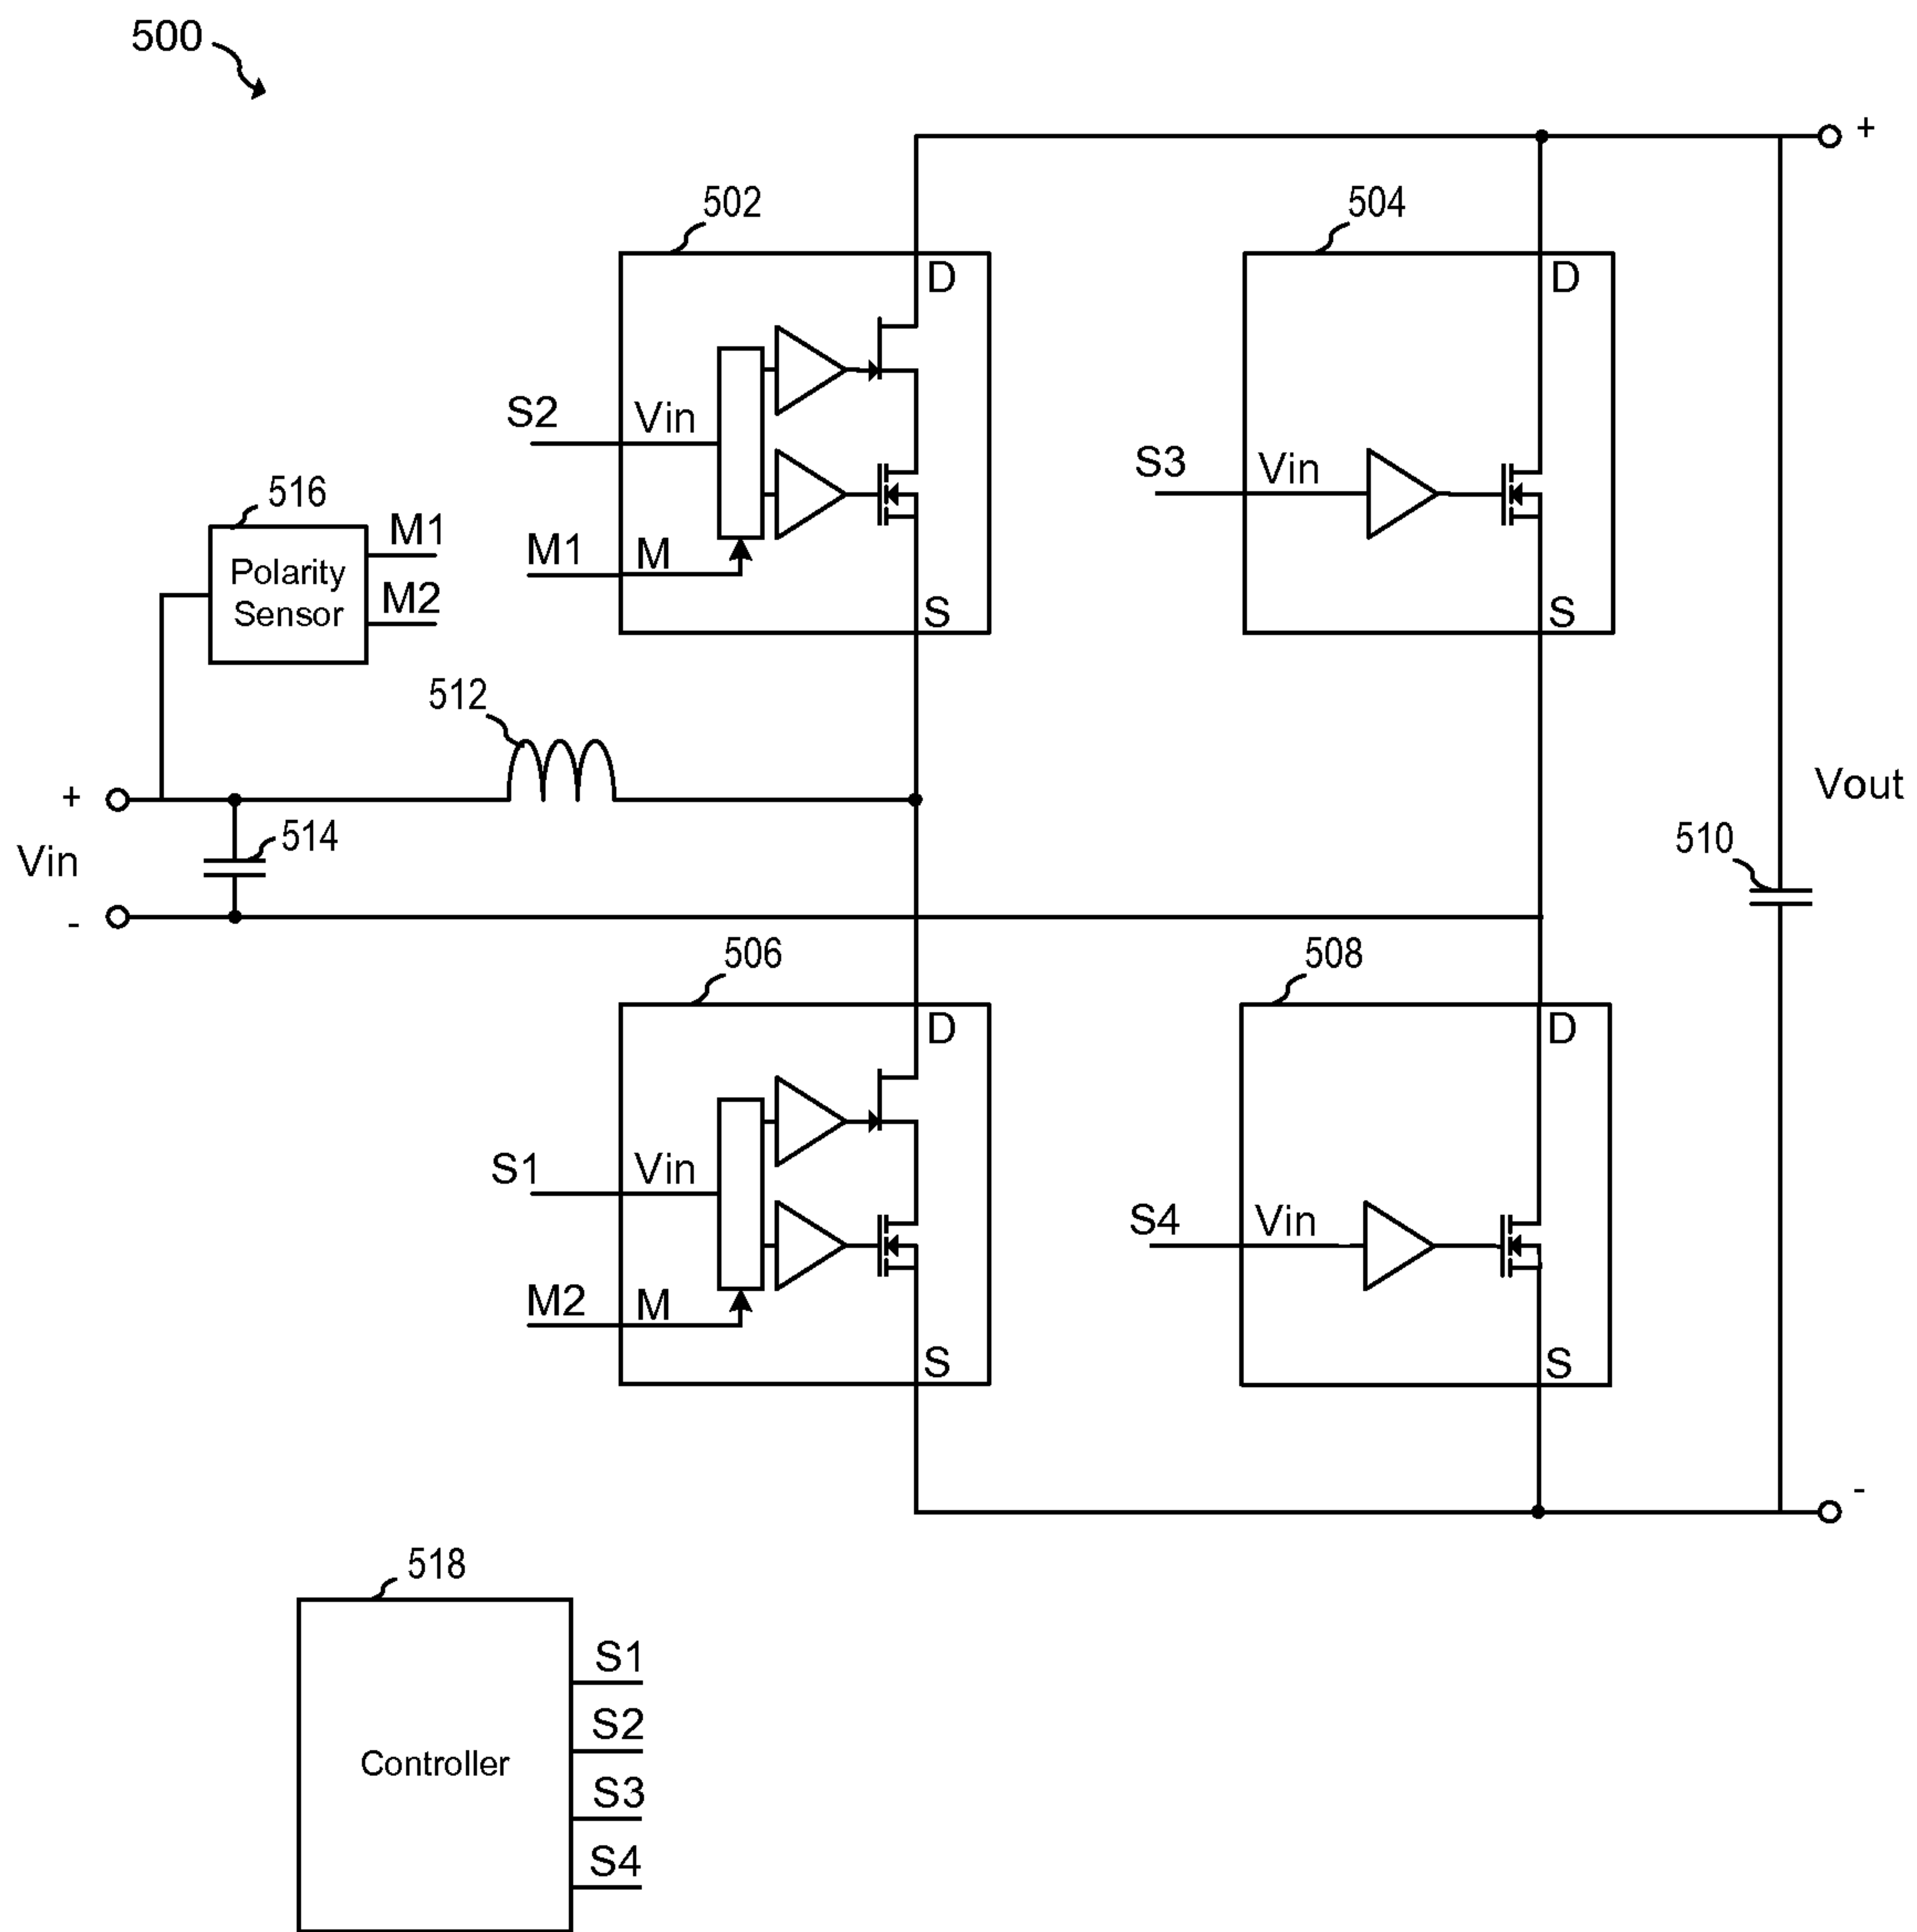 500
+
502
504
D
D
S2
Vin
S3
Vin
516
M1
M1
M
Polarity
Sensor
M2
S
S
512
+
Vout
514
510
Vin
-
506
508
D
D
S1
Vin
S4
Vin
M2
M
S
S
-
518
S1
S2
Controller
S3
S4